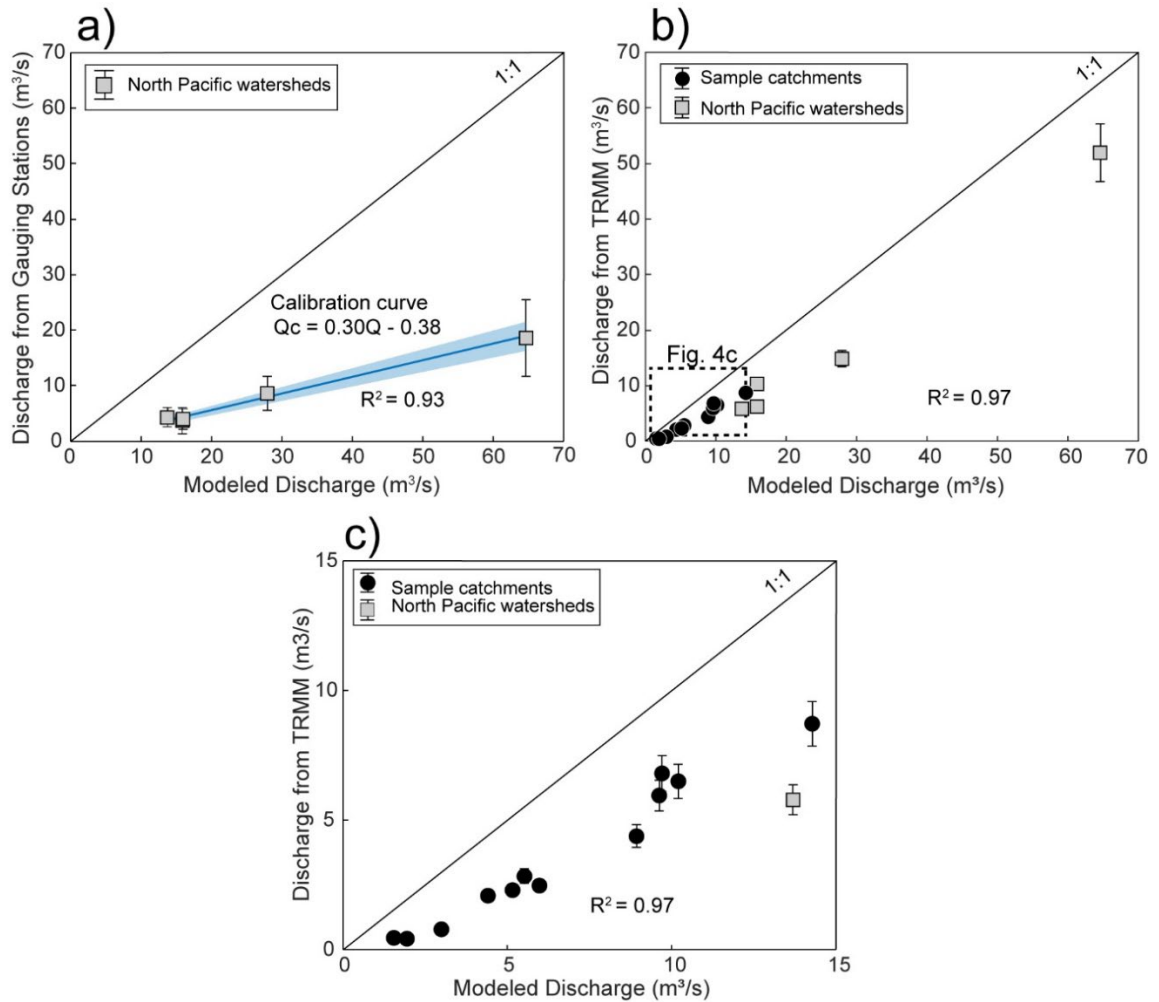 a)
Discharge from Gauging Stations (m³/s)
70
60
50
40
30
20
10
0
North Pacific watersheds
1:1
Calibration curve
Qc = 0.30Q - 0.38
R² = 0.93
0 10 20 30 40 50 60 70
Modeled Discharge (m³/s)
b)
Discharge from TRMM (m³/s)
70
60
50
40
30
20
10
0
Sample catchments
North Pacific watersheds
1:1
Fig. 4c
R² = 0.97
0 10 20 30 40 50 60 70
Modeled Discharge (m³/s)
c)
Discharge from TRMM (m3/s)
15
10
5
0
Sample catchments
North Pacific watersheds
1:1
R² = 0.97
0 5 10 15
Modeled Discharge (m³/s)